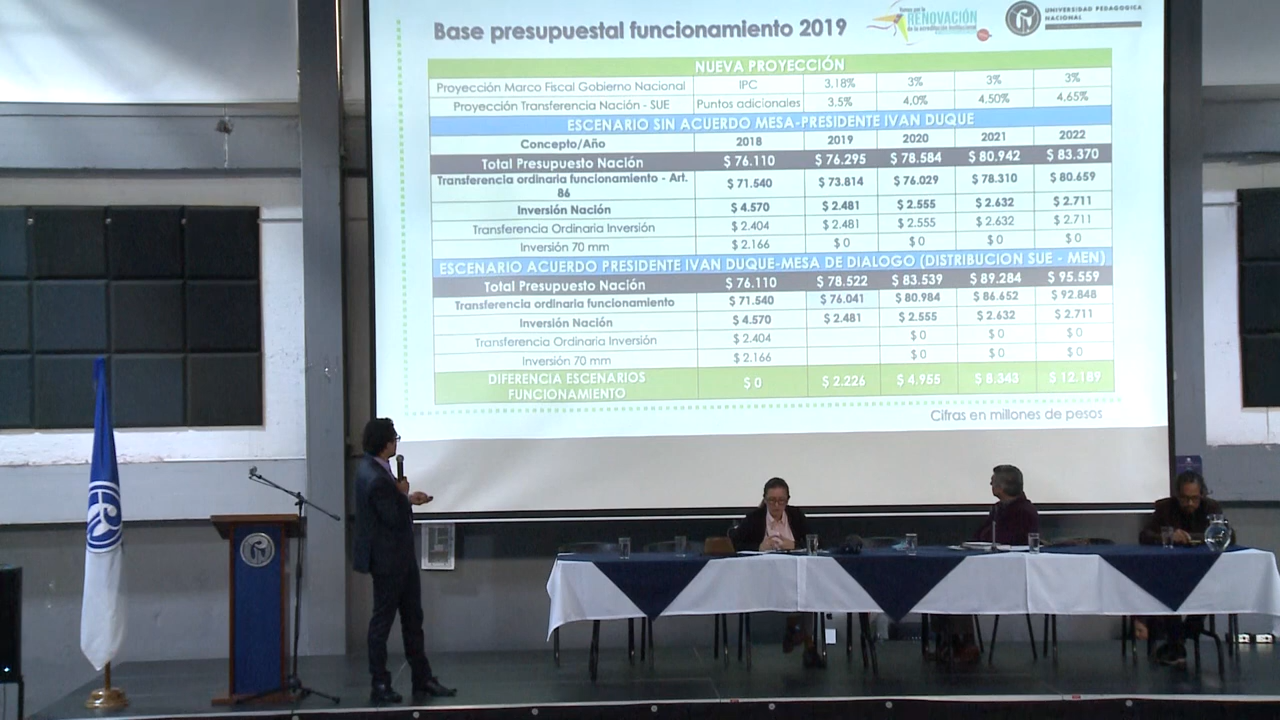 Base presupuestal funcionamiento 2019
RENOVACIÓN
de la acreditación institucional
UNIVERSIDAD PEDAGOGICA
NACIONAL
NUEVA PROYECCIÓN
Proyección Marco Fiscal Gobierno Nacional IPC 3,18% 3% 3% 3%
Proyección Transferencia Nación - SUE Puntos adicionales 3.5% 4,0% 4,50% 4,65%
ESCENARIO SIN ACUERDO MESA-PRESIDENTE IVAN DUQUE
Concepto/Año 2018 2019 2020 2021 2022
Total Presupuesto Nación $ 76.110 $ 76.295 $ 78.584 $ 80.942 $ 83.370
Transferencia ordinaria funcionamiento - Art. 86 $ 71.540 $ 73.814 $ 76.029 $ 78.310 $ 80.659
Inversión Nación $ 4.570 $ 2.481 $ 2.555 $ 2.632 $ 2.711
Transferencia Ordinaria Inversión $ 2.404 $ 2.481 $ 2.555 $ 2.632 $ 2.711
Inversión 70 mm $ 2.166 $ 0 $ 0 $ 0 $ 0
ESCENARIO ACUERDO PRESIDENTE IVAN DUQUE-MESA DE DIALOGO (DISTRIBUCION SUE - MEN)
Total Presupuesto Nación $ 76.110 $ 78.522 $ 83.539 $ 89.284 $ 95.559
Transferencia ordinaria funcionamiento $ 71.540 $ 76.041 $ 80.984 $ 86.652 $ 92.848
Inversión Nación $ 4.570 $ 2.481 $ 2.555 $ 2.632 $ 2.711
Transferencia Ordinaria Inversión $ 2.404 $ 0 $ 0 $ 0
Inversión 70 mm $ 2.166 $ 0 $ 0 $ 0
DIFERENCIA ESCENARIOS FUNCIONAMIENTO $ 0 $ 2.226 $ 4.955 $ 8.343 $ 12.189
Cifras en millones de pesos